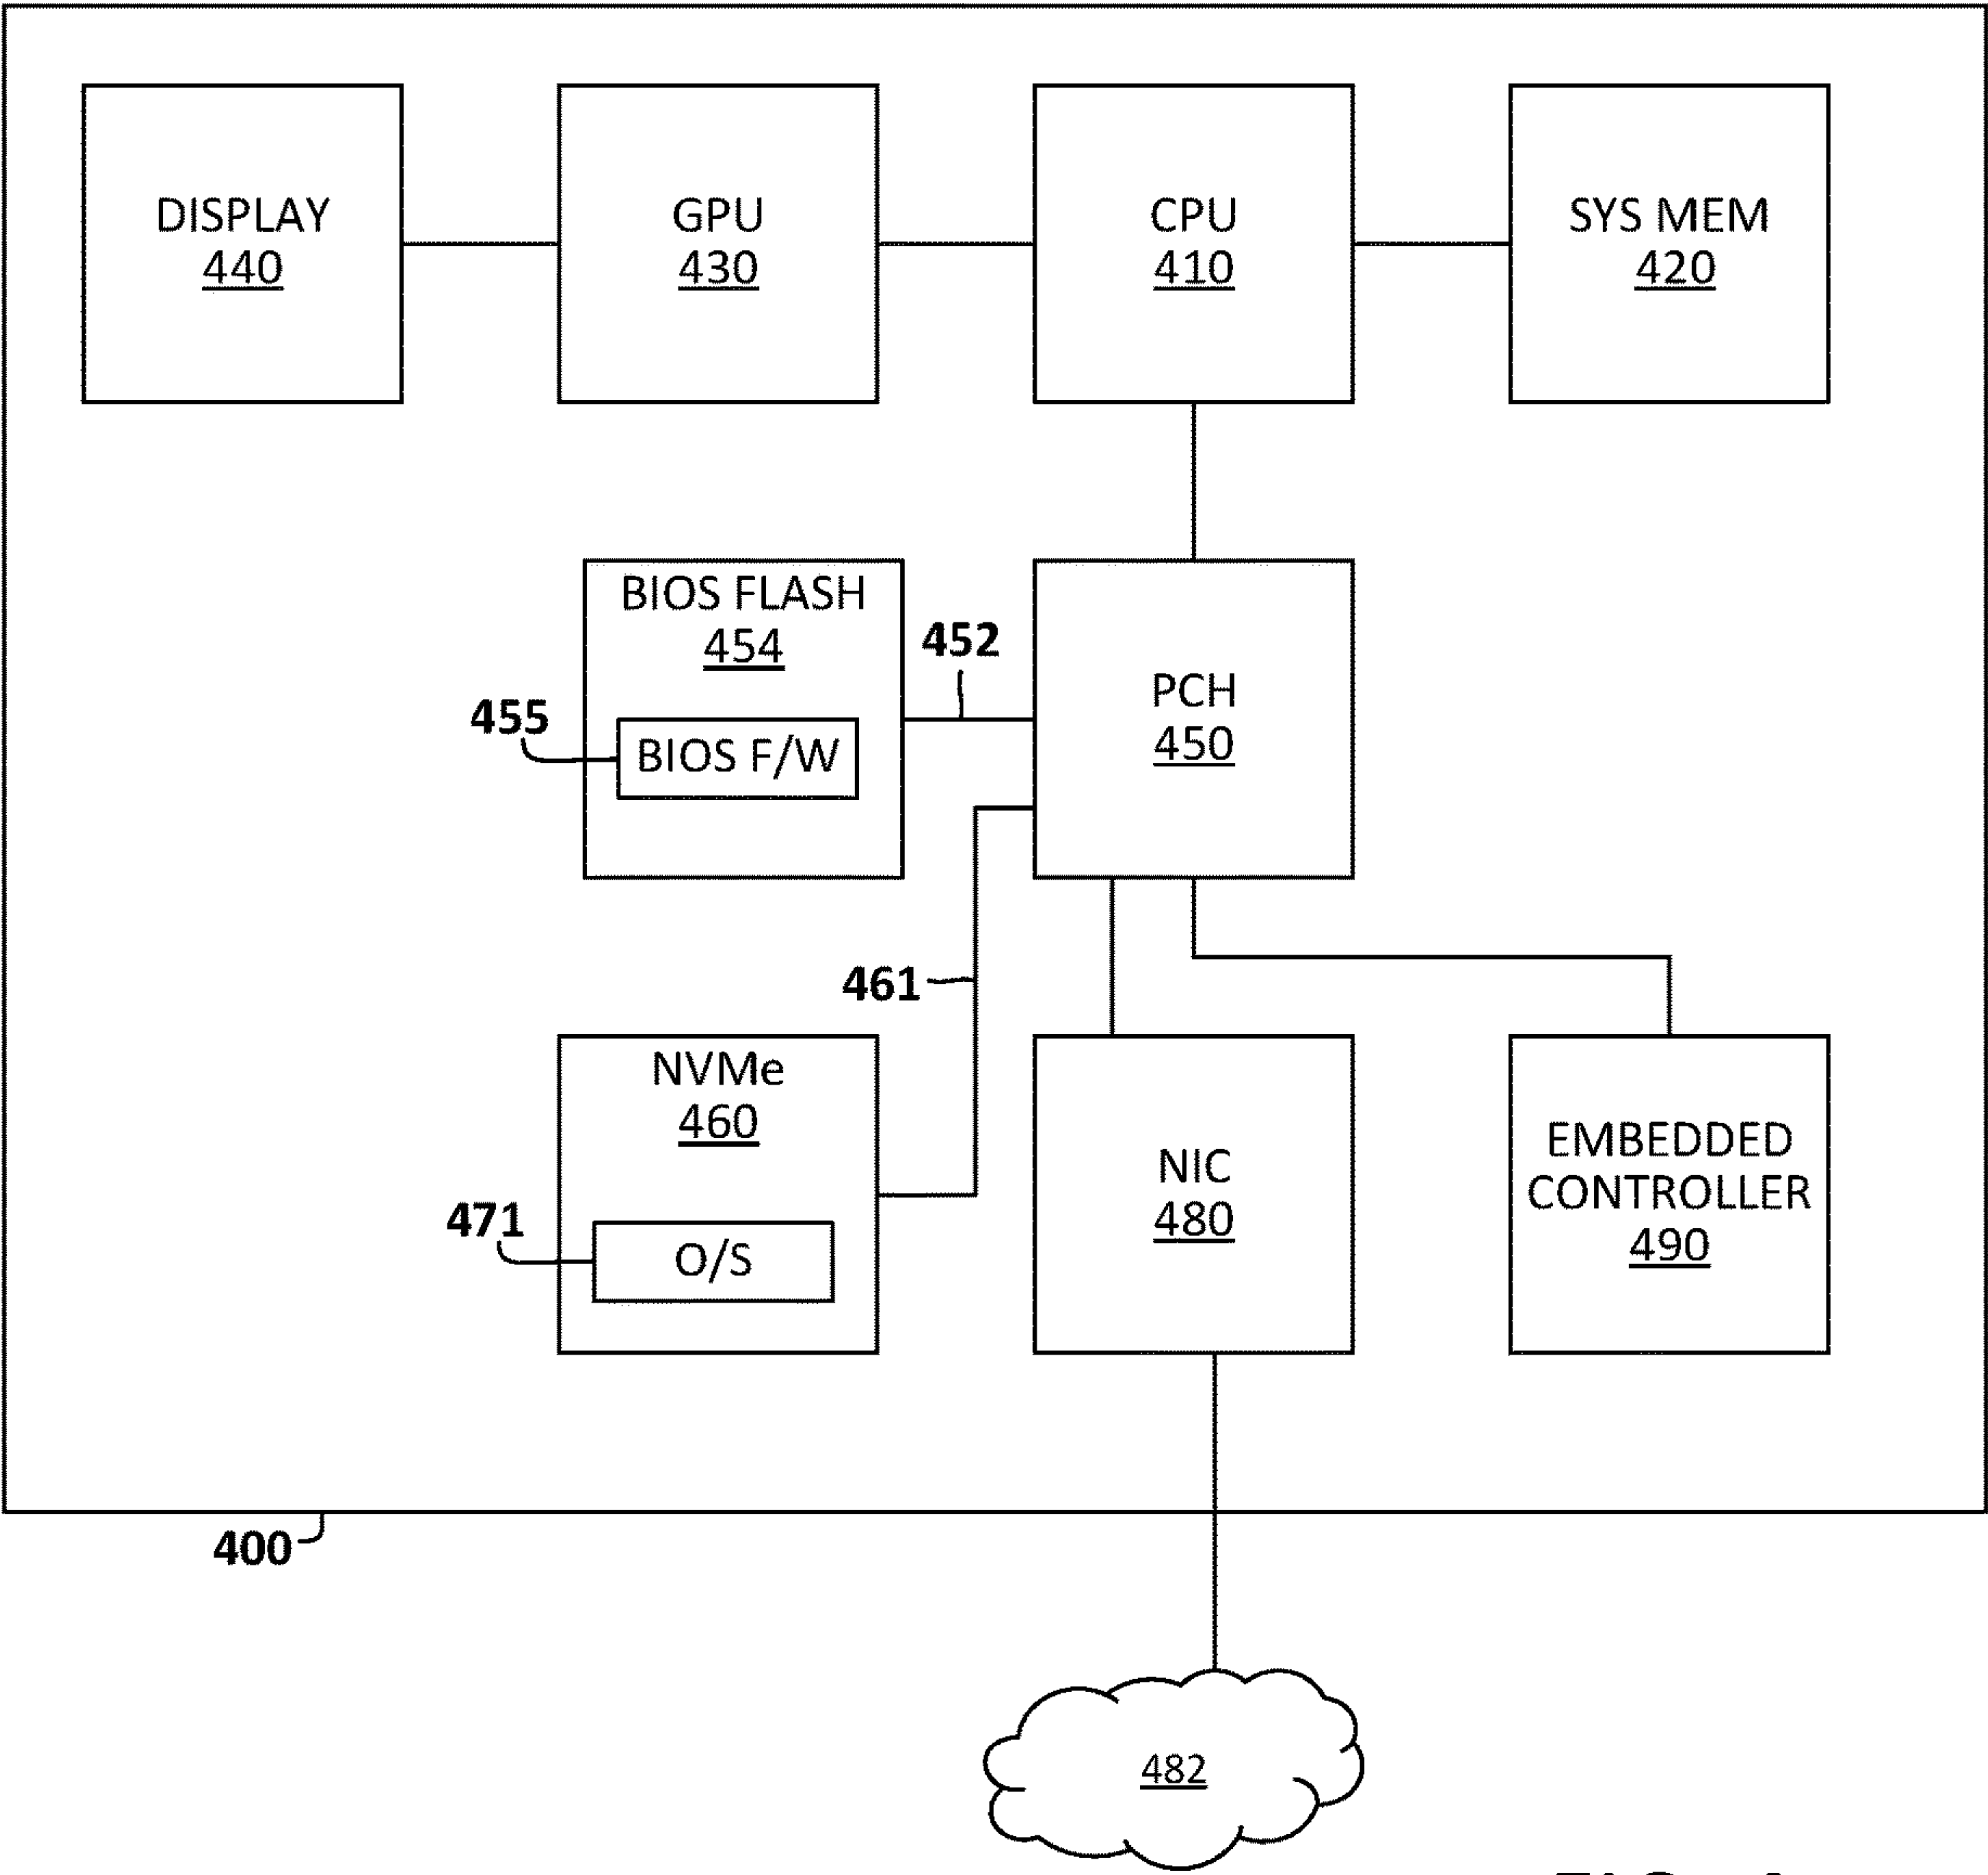 DISPLAY
440
GPU
430
CPU
410
SYS MEM
420
BIOS FLASH
454
452
455
BIOS F/W
PCH
450
461
NVMe
460
471
O/S
NIC
480
EMBEDDED
CONTROLLER
490
400
482